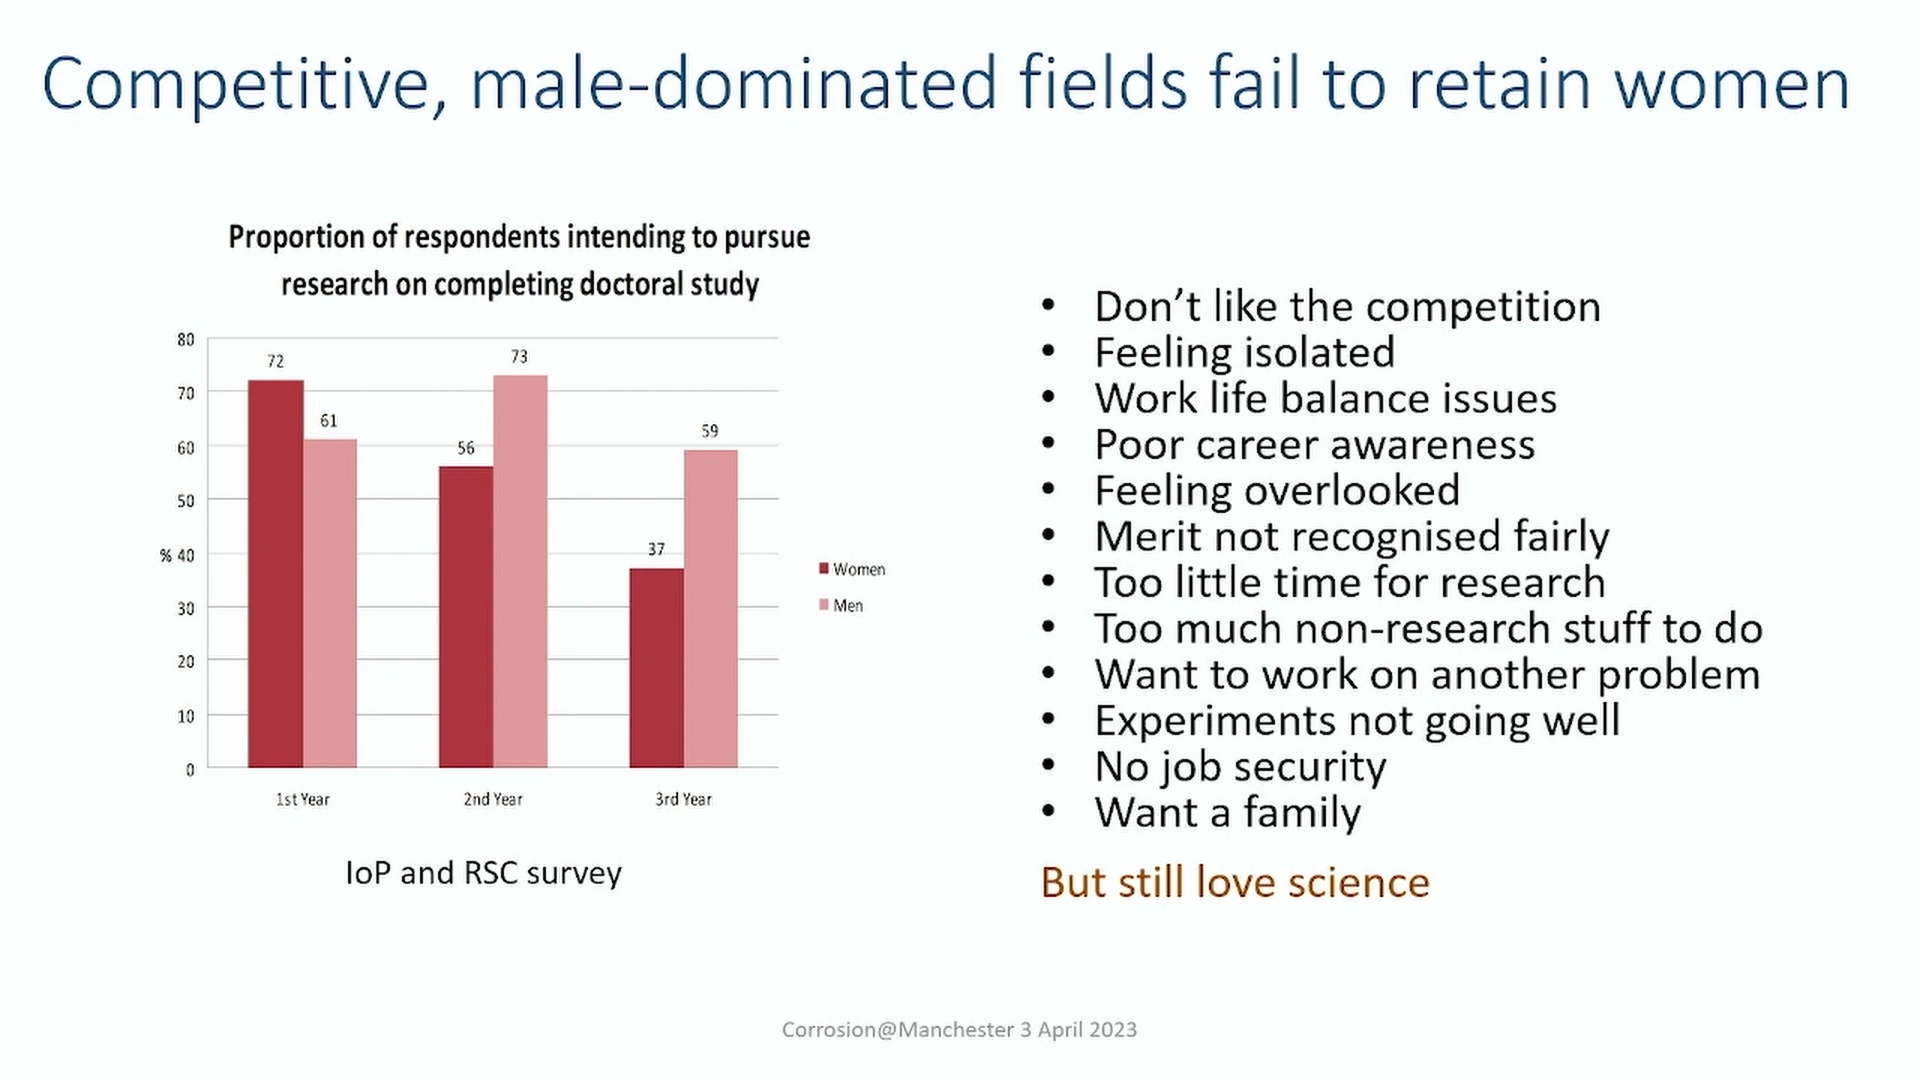 Competitive, male-dominated fields fail to retain women
Proportion of respondents intending to pursue
research on completing doctoral study
80
70
60
50
% 40
30
20
10
0
72
61
56
73
37
59
1st Year
2nd Year
3rd Year
Women
Men
IoP and RSC survey
• Don’t like the competition
• Feeling isolated
• Work life balance issues
• Poor career awareness
• Feeling overlooked
• Merit not recognised fairly
• Too little time for research
• Too much non-research stuff to do
• Want to work on another problem
• Experiments not going well
• No job security
• Want a family
But still love science
Corrosion@Manchester 3 April 2023